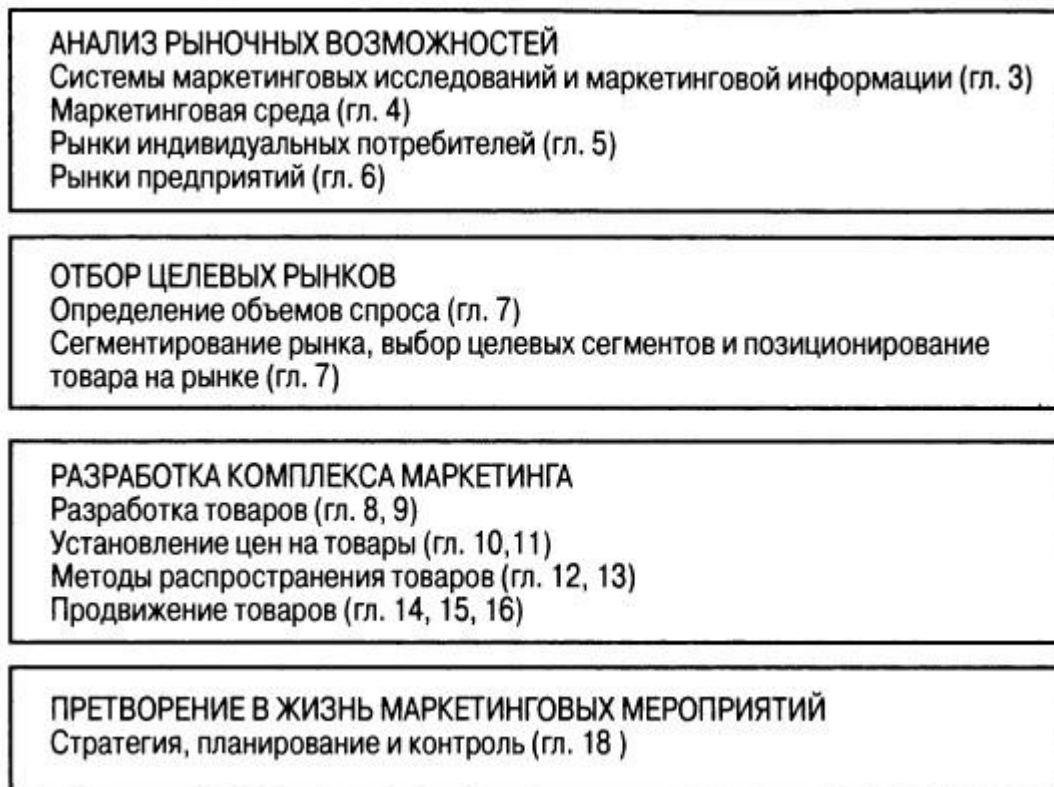 АНАЛИЗ РЫНОЧНЫХ ВОЗМОЖНОСТЕЙ
Системы маркетинговых исследований и маркетинговой информации (гл. 3)
Маркетинговая среда (гл. 4)
Рынки индивидуальных потребителей (гл. 5)
Рынки предприятий (гл. 6)
ОТБОР ЦЕЛЕВЫХ РЫНКОВ
Определение объемов спроса (гл. 7)
Сегментирование рынка, выбор целевых сегментов и позиционирование
товара на рынке (гл. 7)
РАЗРАБОТКА КОМПЛЕКСА МАРКЕТИНГА
Разработка товаров (гл. 8, 9)
Установление цен на товары (гл. 10,11)
Методы распространения товаров (гл. 12, 13)
Продвижение товаров (гл. 14, 15, 16)
ПРЕТВОРЕНИЕ В ЖИЗНЬ МАРКЕТИНГОВЫХ МЕРОПРИЯТИЙ
Стратегия, планирование и контроль (гл. 18 )